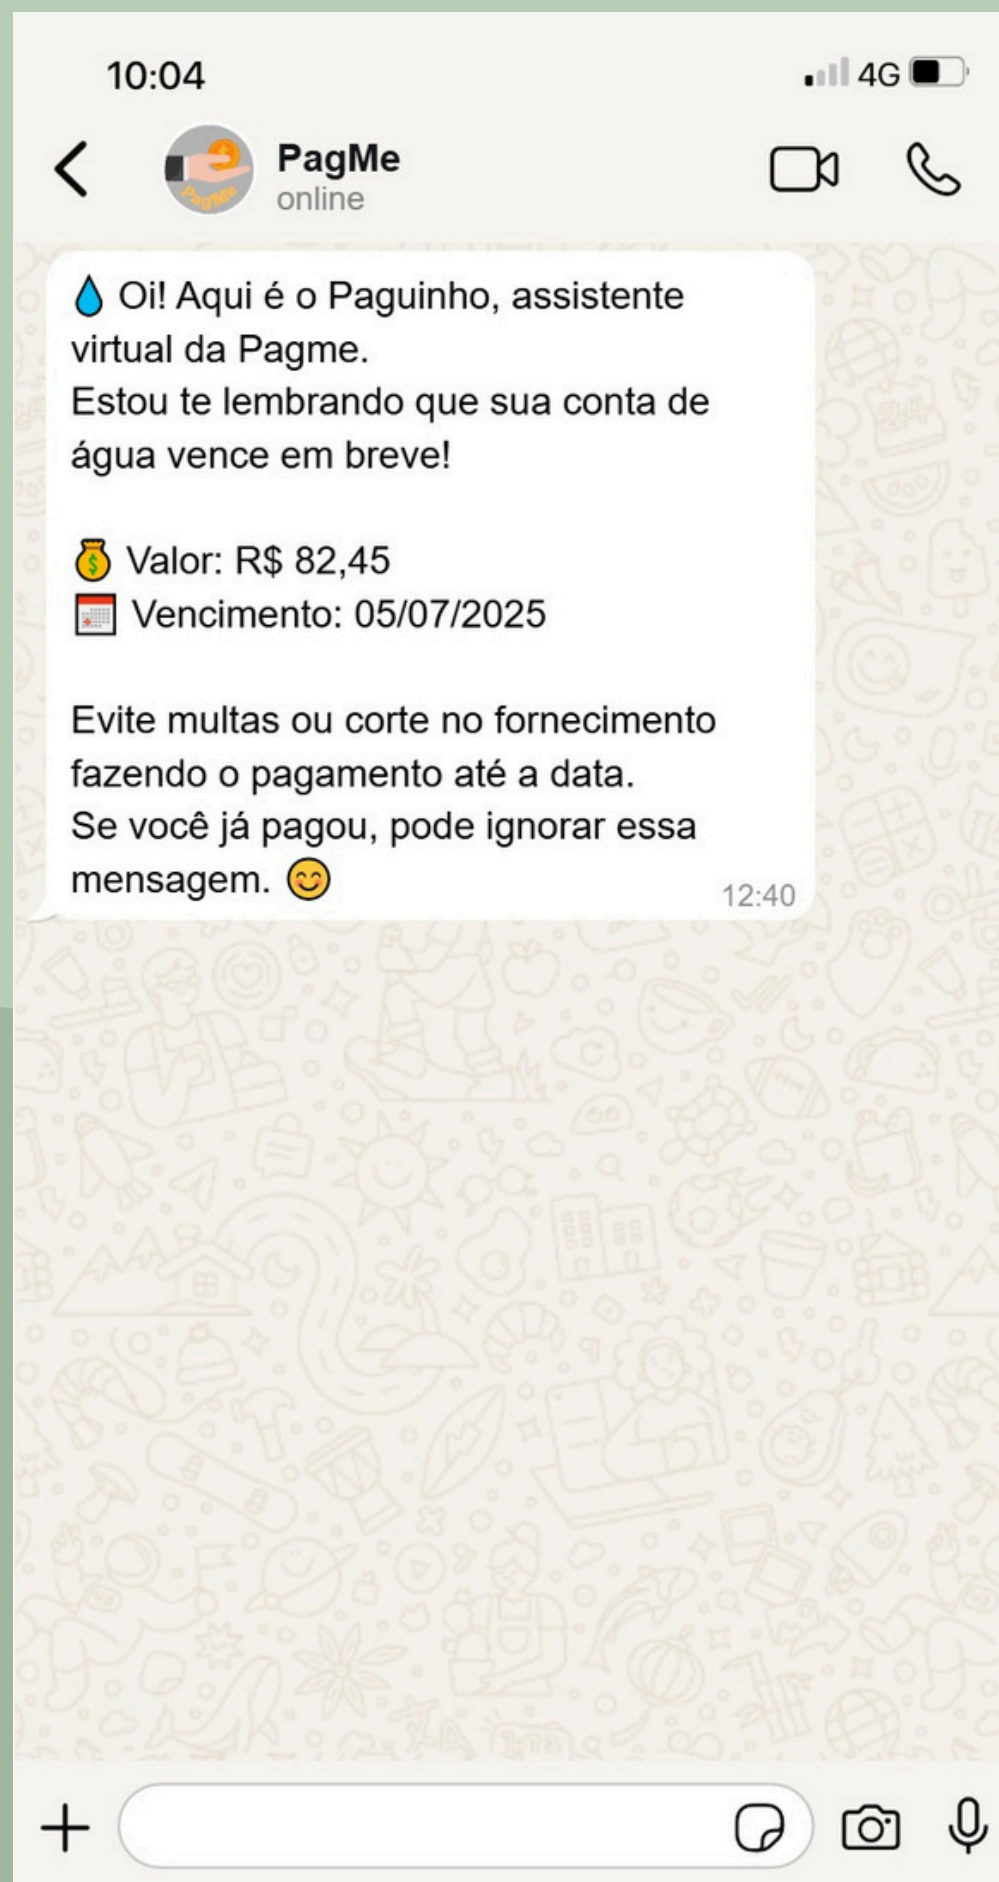 10:04
4G
PagMe
PagMe
online
💧 Oi! Aqui é o Paguinho, assistente
virtual da Pagme.
Estou te lembrando que sua conta de
água vence em breve!
💰 Valor: R$ 82,45
📅 Vencimento: 05/07/2025
Evite multas ou corte no fornecimento
fazendo o pagamento até a data.
Se você já pagou, pode ignorar essa
mensagem. 😊
12:40